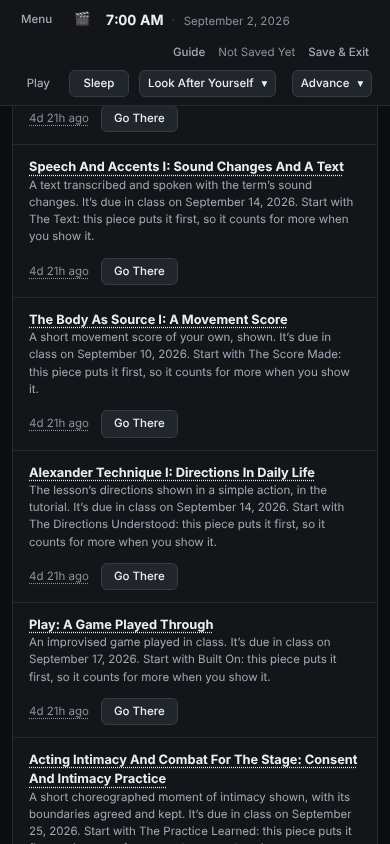 Menu 🎬 7:00 AM · September 2, 2026
Guide Not Saved Yet Save & Exit
Play Sleep Look After Yourself ▾ Advance ▾
4d 21h ago Go There
Speech And Accents I: Sound Changes And A Text
A text transcribed and spoken with the term's sound
changes. It's due in class on September 14, 2026. Start with
The Text: this piece puts it first, so it counts for more when
you show it.
4d 21h ago Go There
The Body As Source I: A Movement Score
A short movement score of your own, shown. It's due in
class on September 10, 2026. Start with The Score Made:
this piece puts it first, so it counts for more when you show
it.
4d 21h ago Go There
Alexander Technique I: Directions In Daily Life
The lesson's directions shown in a simple action, in the
tutorial. It's due in class on September 14, 2026. Start with
The Directions Understood: this piece puts it first, so it
counts for more when you show it.
4d 21h ago Go There
Play: A Game Played Through
An improvised game played in class. It's due in class on
September 17, 2026. Start with Built On: this piece puts it
first, so it counts for more when you show it.
4d 21h ago Go There
Acting Intimacy And Combat For The Stage: Consent
And Intimacy Practice
A short choreographed moment of intimacy shown, with its
boundaries agreed and kept. It's due in class on September
25, 2026. Start with The Practice Learned: this piece puts it